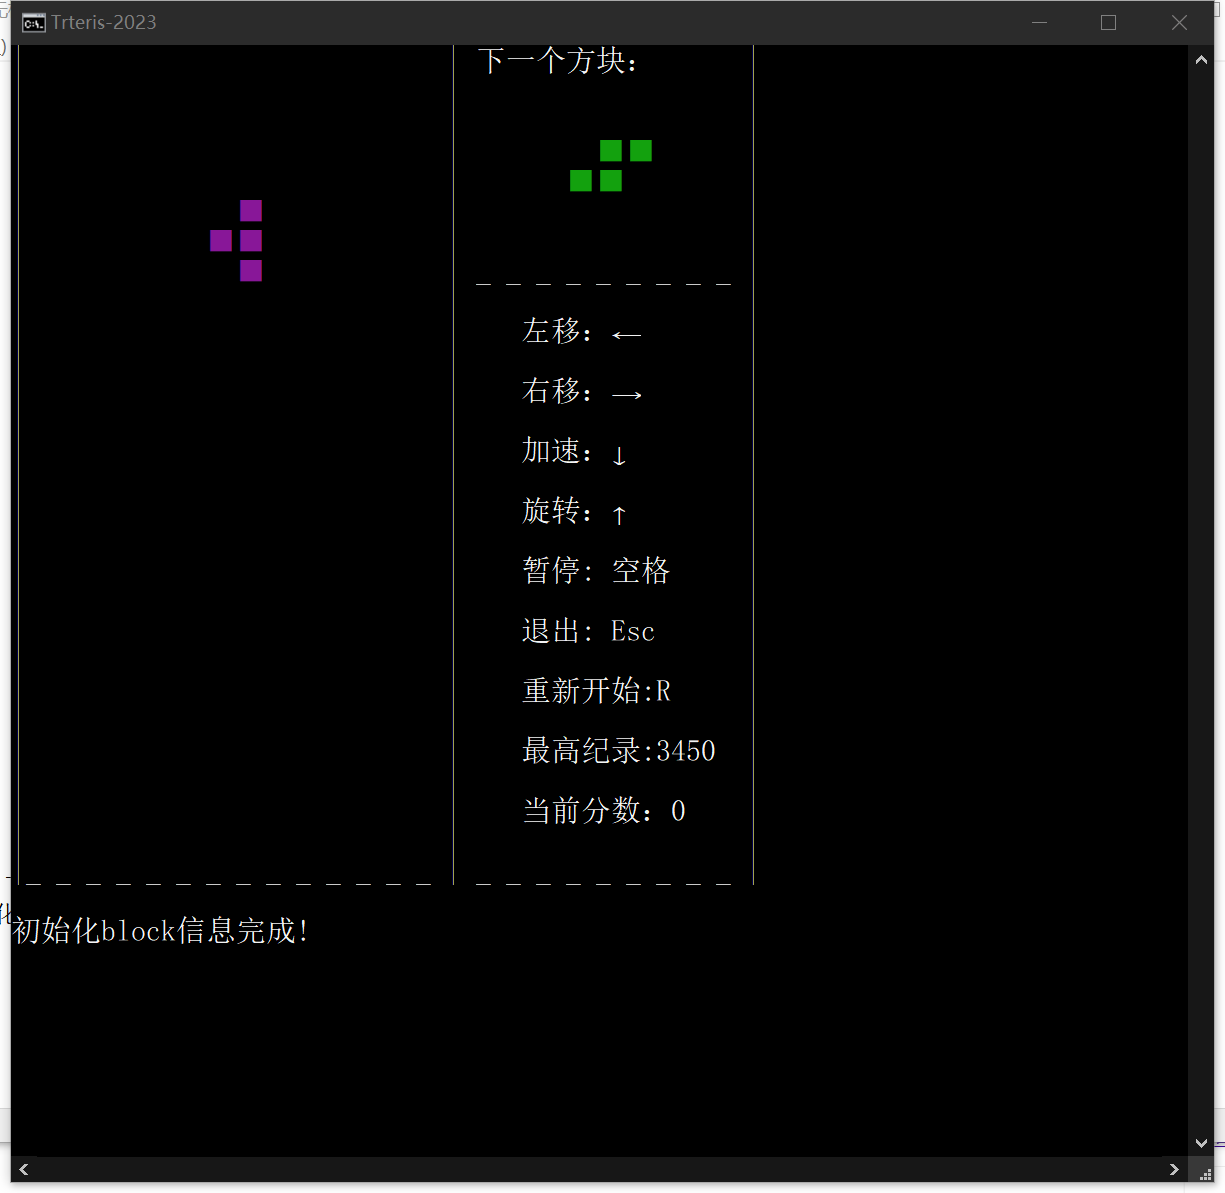 Trteris-2023
下一个方块：
左移：←
右移：→
加速：↓
旋转：↑
暂停: 空格
退出: Esc
重新开始:R
最高纪录:3450
当前分数：0
初始化block信息完成!